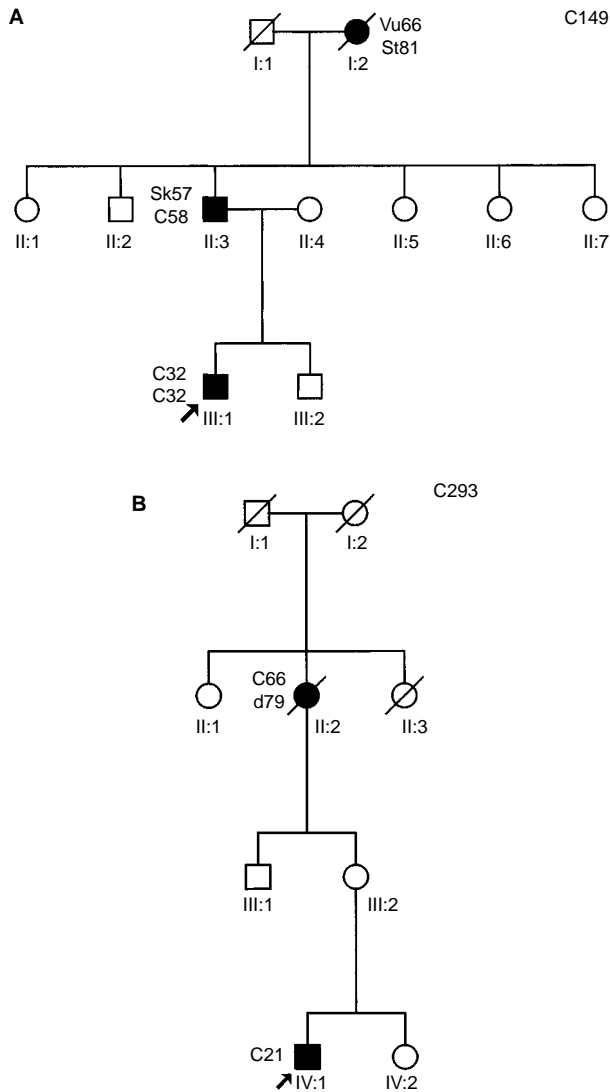 A
C149
Vu66
St81
I:1
I:2
Sk57
C58
II:1
II:2
II:3
II:4
II:5
II:6
II:7
C32
C32
III:1
III:2
B
C293
I:1
I:2
C66
d79
II:1
II:2
II:3
III:1
III:2
C21
IV:1
IV:2